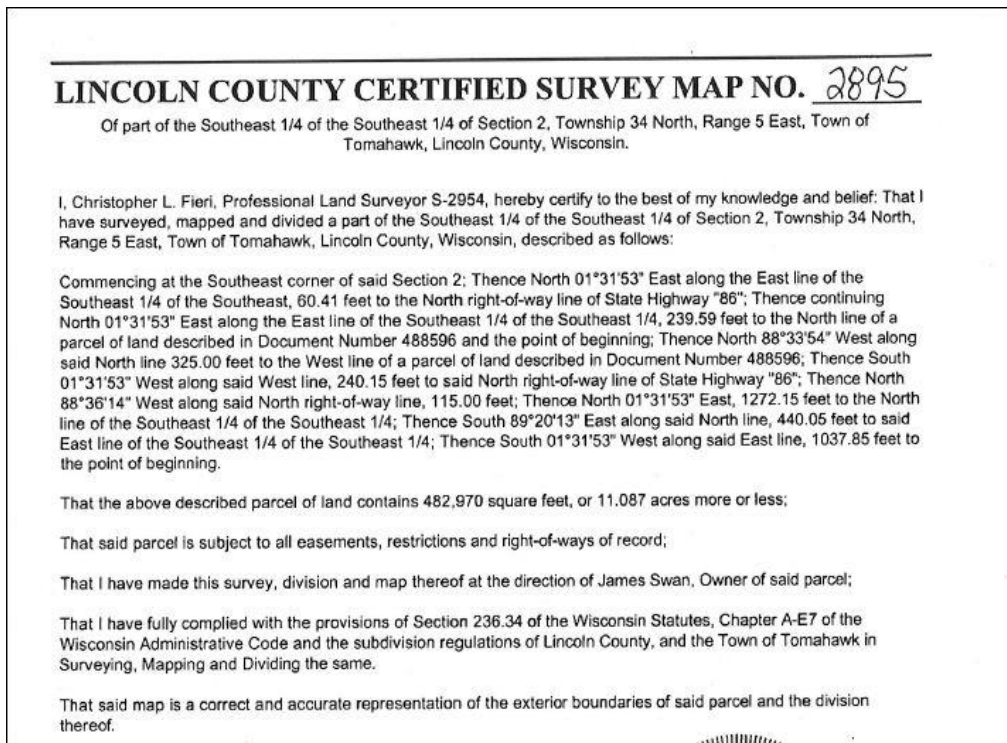 LINCOLN COUNTY CERTIFIED SURVEY MAP NO. 2895
Of part of the Southeast 1/4 of the Southeast 1/4 of Section 2, Township 34 North, Range 5 East, Town of
Tomahawk, Lincoln County, Wisconsin.
I, Christopher L. Fieri, Professional Land Surveyor S-2954, hereby certify to the best of my knowledge and belief: That I
have surveyed, mapped and divided a part of the Southeast 1/4 of the Southeast 1/4 of Section 2, Township 34 North,
Range 5 East, Town of Tomahawk, Lincoln County, Wisconsin, described as follows:
Commencing at the Southeast corner of said Section 2; Thence North 01°31'53" East along the East line of the
Southeast 1/4 of the Southeast, 60.41 feet to the North right-of-way line of State Highway "86"; Thence continuing
North 01°31'53" East along the East line of the Southeast 1/4 of the Southeast 1/4, 239.59 feet to the North line of a
parcel of land described in Document Number 488596 and the point of beginning; Thence North 88°33'54" West along
said North line 325.00 feet to the West line of a parcel of land described in Document Number 488596; Thence South
01°31'53" West along said West line, 240.15 feet to said North right-of-way line of State Highway "86"; Thence North
88°36'14" West along said North right-of-way line, 115.00 feet; Thence North 01°31'53" East, 1272.15 feet to the North
line of the Southeast 1/4 of the Southeast 1/4; Thence South 89°20'13" East along said North line, 440.05 feet to said
East line of the Southeast 1/4 of the Southeast 1/4; Thence South 01°31'53" West along said East line, 1037.85 feet to
the point of beginning.
That the above described parcel of land contains 482,970 square feet, or 11.087 acres more or less;
That said parcel is subject to all easements, restrictions and right-of-ways of record;
That I have made this survey, division and map thereof at the direction of James Swan, Owner of said parcel;
That I have fully complied with the provisions of Section 236.34 of the Wisconsin Statutes, Chapter A-E7 of the
Wisconsin Administrative Code and the subdivision regulations of Lincoln County, and the Town of Tomahawk in
Surveying, Mapping and Dividing the same.
That said map is a correct and accurate representation of the exterior boundaries of said parcel and the division
thereof.